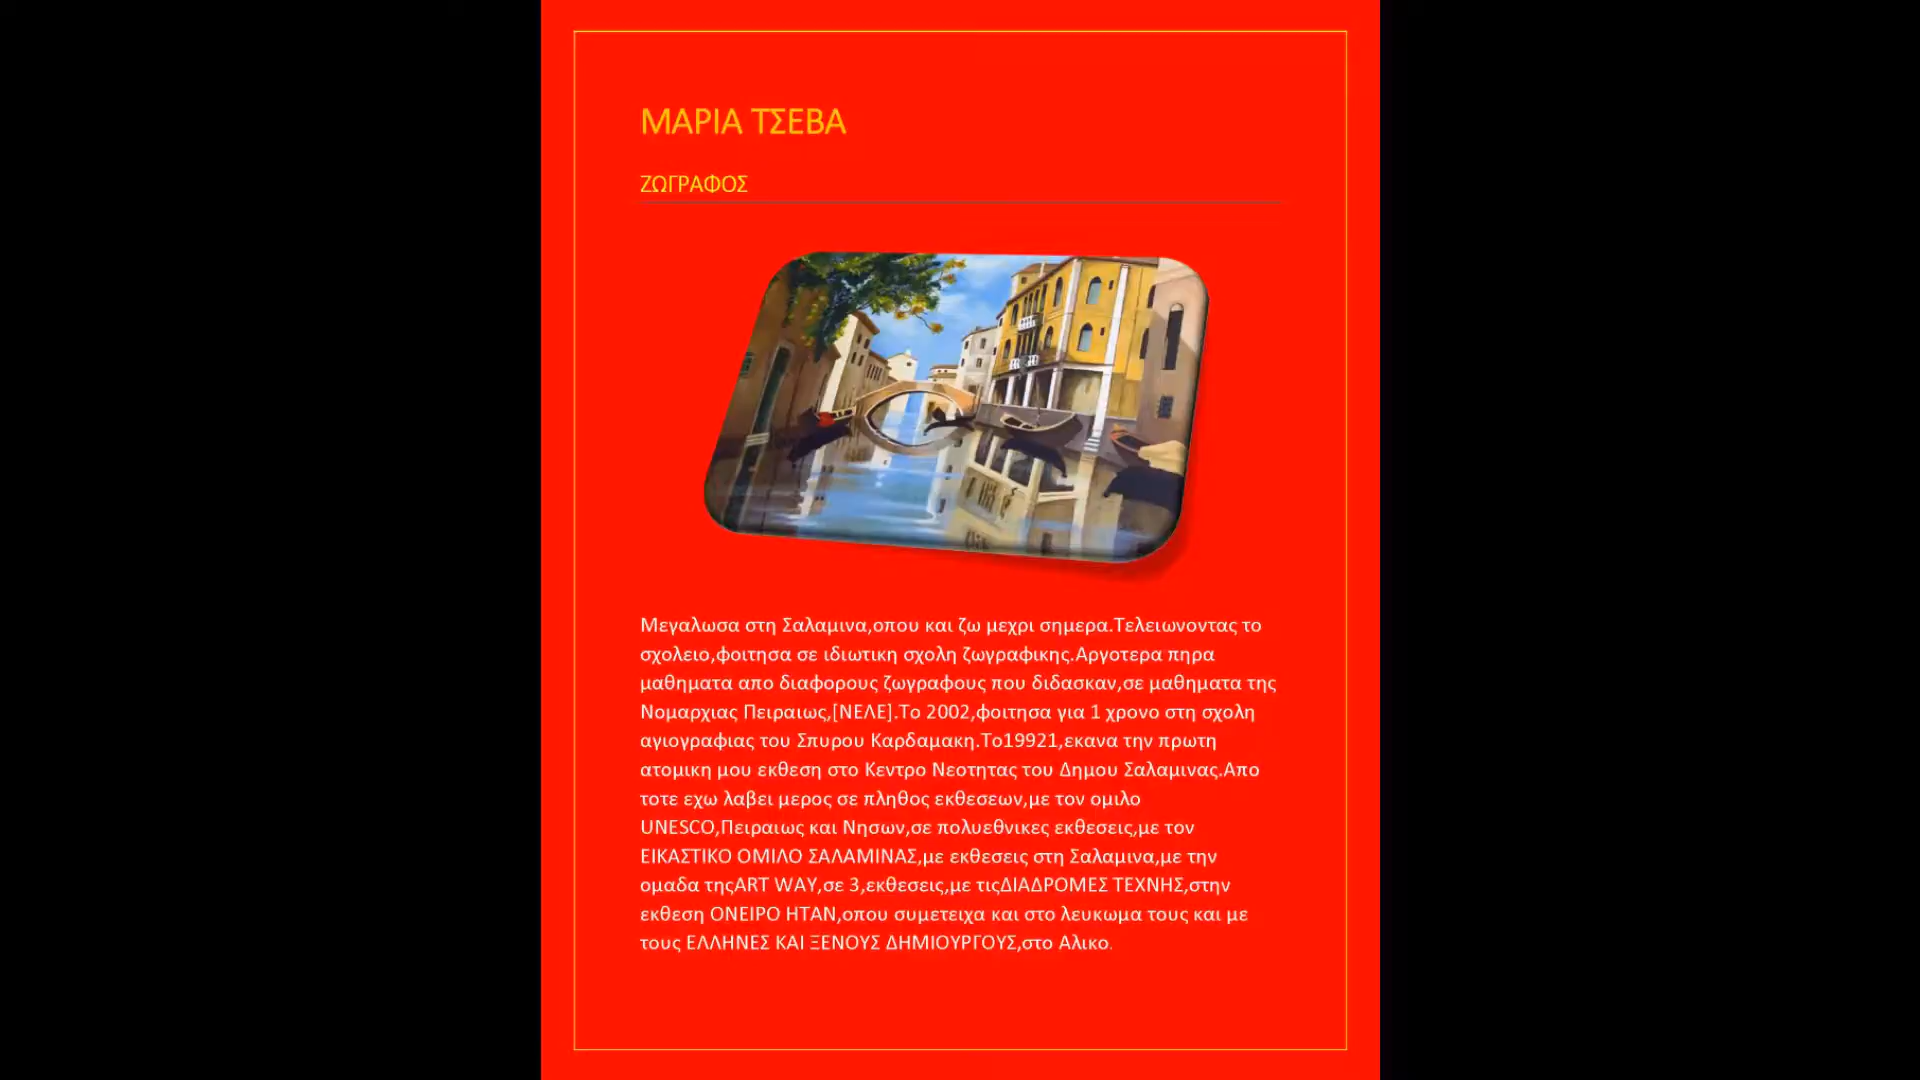 ΜΑΡΙΑ ΤΣΕΒΑ
ΖΩΓΡΑΦΟΣ
Μεγαλωσα στη Σαλαμινα,οπου και ζω μεχρι σημερα.Τελειωνοντας το
σχολειο,φοιτησα σε ιδιωτικη σχολη ζωγραφικης.Αργοτερα πηρα
μαθηματα απο διαφορους ζωγραφους που διδασκαν,σε μαθηματα της
Νομαρχιας Πειραιως,[ΝΕΛΕ].Το 2002,φοιτησα για 1 χρονο στη σχολη
αγιογραφιας του Σπυρου Καρδαμακη.Το19921,εκανα την πρωτη
ατομικη μου εκθεση στο Κεντρο Νεοτητας του Δημου Σαλαμινας.Απο
τοτε εχω λαβει μερος σε πληθος εκθεσεων,με τον ομιλο
UNESCO,Πειραιως και Νησων,σε πολυεθνικες εκθεσεις,με τον
ΕΙΚΑΣΤΙΚΟ ΟΜΙΛΟ ΣΑΛΑΜΙΝΑΣ,με εκθεσεις στη Σαλαμινα,με την
ομαδα τηςART WAY,σε 3,εκθεσεις,με τιςΔΙΑΔΡΟΜΕΣ ΤΕΧΝΗΣ,στην
εκθεση ΟΝΕΙΡΟ ΗΤΑΝ,οπου συμετειχα και στο λευκωμα τους και με
τους ΕΛΛΗΝΕΣ ΚΑΙ ΞΕΝΟΥΣ ΔΗΜΙΟΥΡΓΟΥΣ,στο Αλικο.